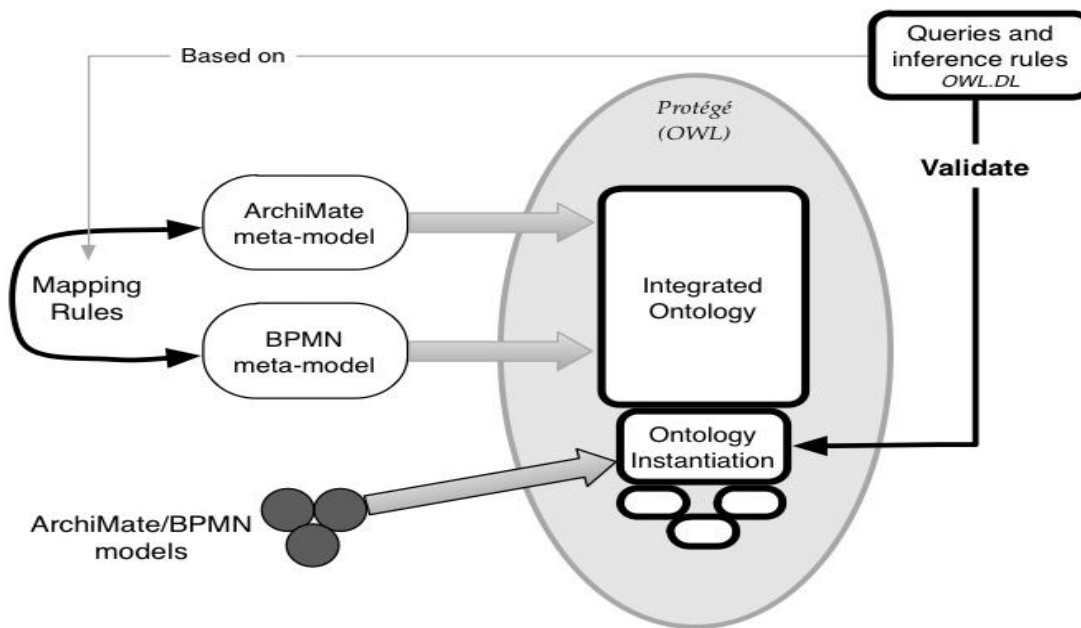 Queries and
inference rules
OWL.DL
Based on
Protégé
(OWL)
Validate
ArchiMate
meta-model
Mapping
Rules
Integrated
Ontology
BPMN
meta-model
Ontology
Instantiation
ArchiMate/BPMN
models